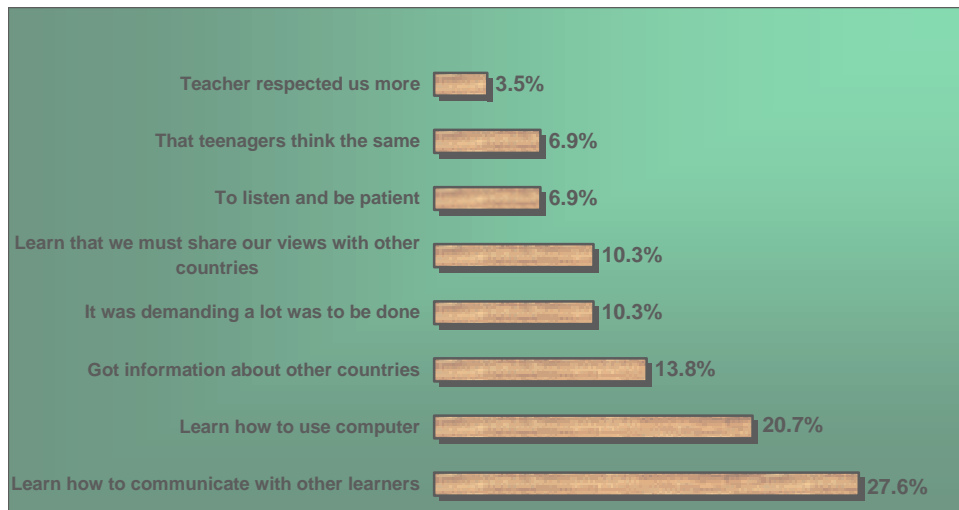 Teacher respected us more
3.5%
That teenagers think the same
6.9%
To listen and be patient
6.9%
Learn that we must share our views with other
countries
10.3%
It was demanding a lot was to be done
10.3%
Got information about other countries
13.8%
Learn how to use computer
20.7%
Learn how to communicate with other learners
27.6%